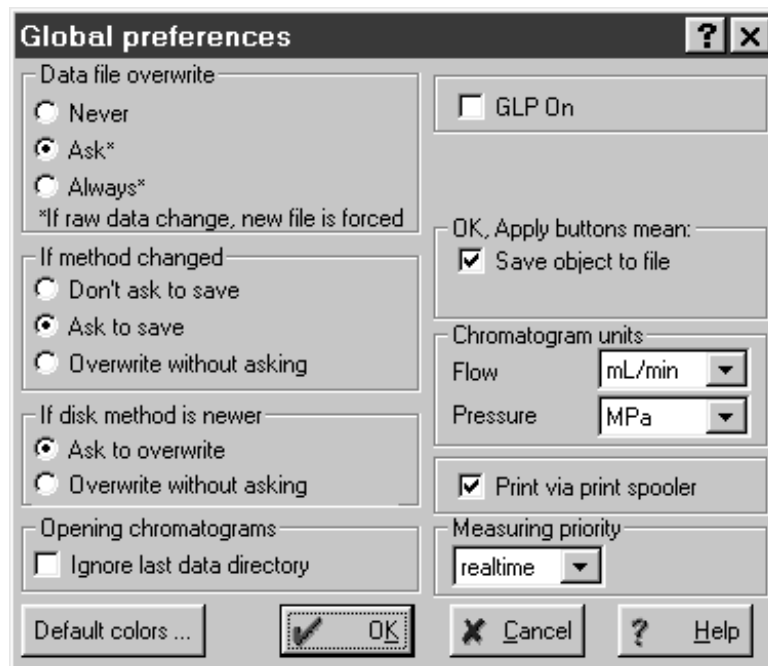 Global preferences
Data file overwrite
Never
Ask*
Always*
*If raw data change, new file is forced
If method changed
Don't ask to save
Ask to save
Overwrite without asking
If disk method is newer
Ask to overwrite
Overwrite without asking
Opening chromatograms
Ignore last data directory
GLP On
OK, Apply buttons mean:
Save object to file
Chromatogram units
Flow mL/min
Pressure MPa
Print via print spooler
Measuring priority
realtime
Default colors ... OK Cancel ? Help